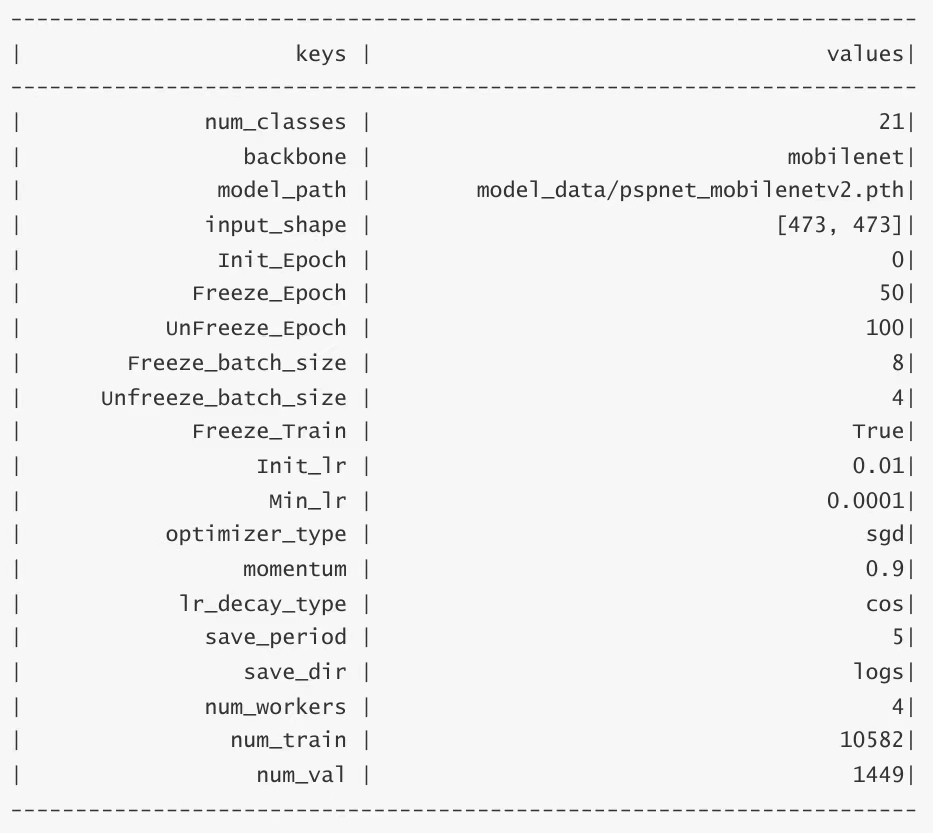 ----------------------------------------------------------------------
|                     keys |                                   values|
----------------------------------------------------------------------
|              num_classes |                                       21|
|                 backbone |                                mobilenet|
|               model_path |        model_data/pspnet_mobilenetv2.pth|
|              input_shape |                               [473, 473]|
|               Init_Epoch |                                        0|
|             Freeze_Epoch |                                       50|
|           UnFreeze_Epoch |                                      100|
|        Freeze_batch_size |                                        8|
|      Unfreeze_batch_size |                                        4|
|             Freeze_Train |                                     True|
|                  Init_lr |                                     0.01|
|                   Min_lr |                                   0.0001|
|           optimizer_type |                                      sgd|
|                 momentum |                                      0.9|
|            lr_decay_type |                                      cos|
|              save_period |                                        5|
|                 save_dir |                                     logs|
|              num_workers |                                        4|
|                num_train |                                    10582|
|                  num_val |                                     1449|
----------------------------------------------------------------------